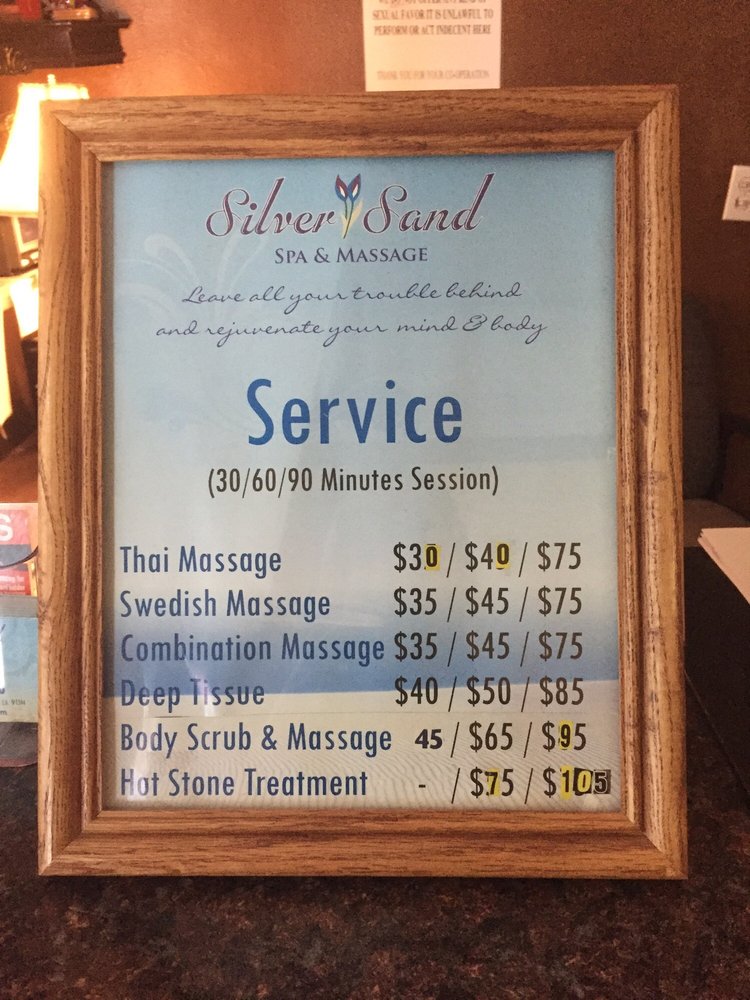 SEXUAL FAVOR IT IS UNLAWFUL TO
PERFORM OR ACT INDECENT HERE
THANK YOU FOR YOUR CO-OPERATION
Silver Sand
SPA & MASSAGE
Leave all your trouble behind
and rejuvenate your mind & body
Service
(30/60/90 Minutes Session)
Thai Massage $30 / $40 / $75
Swedish Massage $35 / $45 / $75
Combination Massage $35 / $45 / $75
Deep Tissue $40 / $50 / $85
Body Scrub & Massage 45 / $65 / $95
Hot Stone Treatment - / $75 / $105